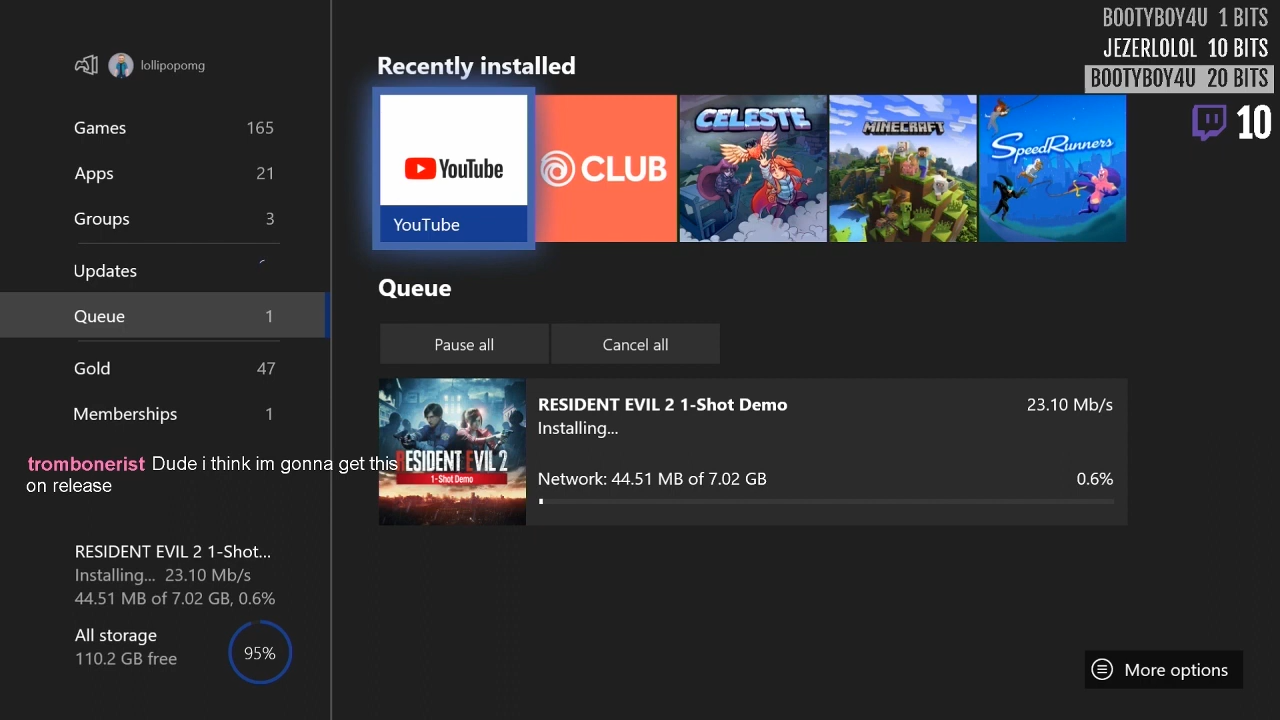 BOOTYBOY4U 1 BITS
JEZERLOLOL 10 BITS
BOOTYBOY4U 20 BITS
10
lollipopomg
Games 165
Apps 21
Groups 3
Updates
Queue 1
Gold 47
Memberships 1
trombonerist Dude i think im gonna get this
on release
RESIDENT EVIL 2 1-Shot...
Installing... 23.10 Mb/s
44.51 MB of 7.02 GB, 0.6%
All storage
110.2 GB free
95%
Recently installed
YouTube
YouTube
CLUB
CELESTE
MINECRAFT
SpeedRunners
Queue
Pause all
Cancel all
RESIDENT EVIL 2
1-Shot Demo
RESIDENT EVIL 2 1-Shot Demo 23.10 Mb/s
Installing...
Network: 44.51 MB of 7.02 GB 0.6%
More options